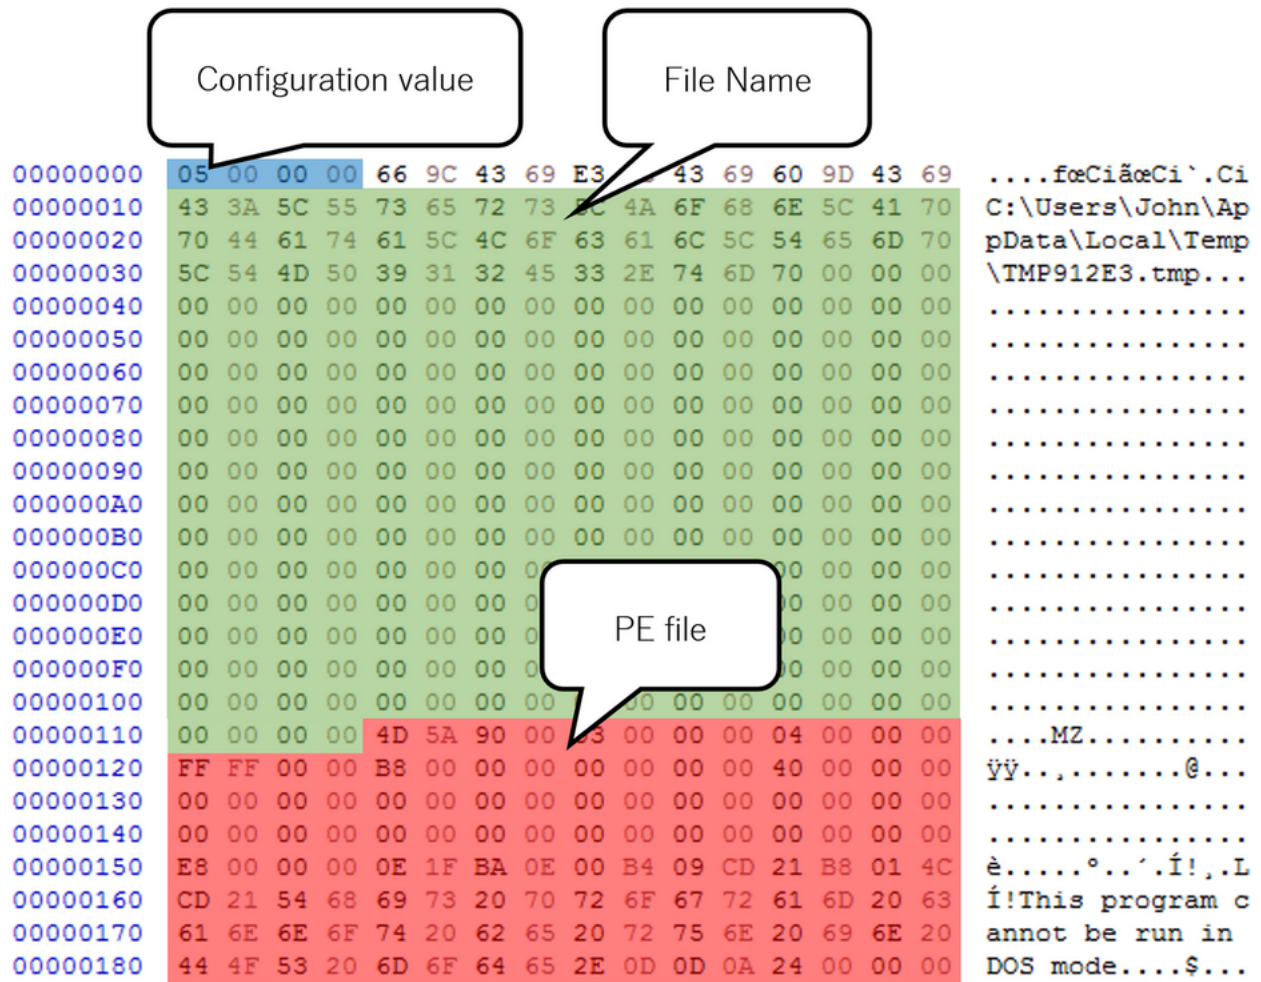 Configuration value
File Name
00000000 05 00 00 00 66 9C 43 69 E3 43 69 60 9D 43 69 ....fœCiãœCi`.Ci
00000010 43 3A 5C 55 73 65 72 73 5C 4A 6F 68 6E 5C 41 70 C:\Users\John\Ap
00000020 70 44 61 74 61 5C 4C 6F 63 61 6C 5C 54 65 6D 70 pData\Local\Temp
00000030 5C 54 4D 50 39 31 32 45 33 2E 74 6D 70 00 00 00 \TMP912E3.tmp...
00000040 00 00 00 00 00 00 00 00 00 00 00 00 00 00 00 00 ................
00000050 00 00 00 00 00 00 00 00 00 00 00 00 00 00 00 00 ................
00000060 00 00 00 00 00 00 00 00 00 00 00 00 00 00 00 00 ................
00000070 00 00 00 00 00 00 00 00 00 00 00 00 00 00 00 00 ................
00000080 00 00 00 00 00 00 00 00 00 00 00 00 00 00 00 00 ................
00000090 00 00 00 00 00 00 00 00 00 00 00 00 00 00 00 00 ................
000000A0 00 00 00 00 00 00 00 00 00 00 00 00 00 00 00 00 ................
000000B0 00 00 00 00 00 00 00 00 00 00 00 00 00 00 00 00 ................
000000C0 00 00 00 00 00 00 00 00 00 00 ................
000000D0 00 00 00 00 00 00 00 00 00 00 ................
PE file
000000E0 00 00 00 00 00 00 00 00 00 00 ................
000000F0 00 00 00 00 00 00 00 00 00 00 ................
00000100 00 00 00 00 00 00 00 00 00 00 00 00 00 00 00 ................
00000110 00 00 00 00 4D 5A 90 00 03 00 00 00 04 00 00 00 ....MZ..........
00000120 FF FF 00 00 B8 00 00 00 00 00 00 00 40 00 00 00 ÿÿ..¸.......@...
00000130 00 00 00 00 00 00 00 00 00 00 00 00 00 00 00 00 ................
00000140 00 00 00 00 00 00 00 00 00 00 00 00 00 00 00 00 ................
00000150 E8 00 00 00 0E 1F BA 0E 00 B4 09 CD 21 B8 01 4C è.....º..´.Í!¸.L
00000160 CD 21 54 68 69 73 20 70 72 6F 67 72 61 6D 20 63 Í!This program c
00000170 61 6E 6E 6F 74 20 62 65 20 72 75 6E 20 69 6E 20 annot be run in
00000180 44 4F 53 20 6D 6F 64 65 2E 0D 0D 0A 24 00 00 00 DOS mode....$...